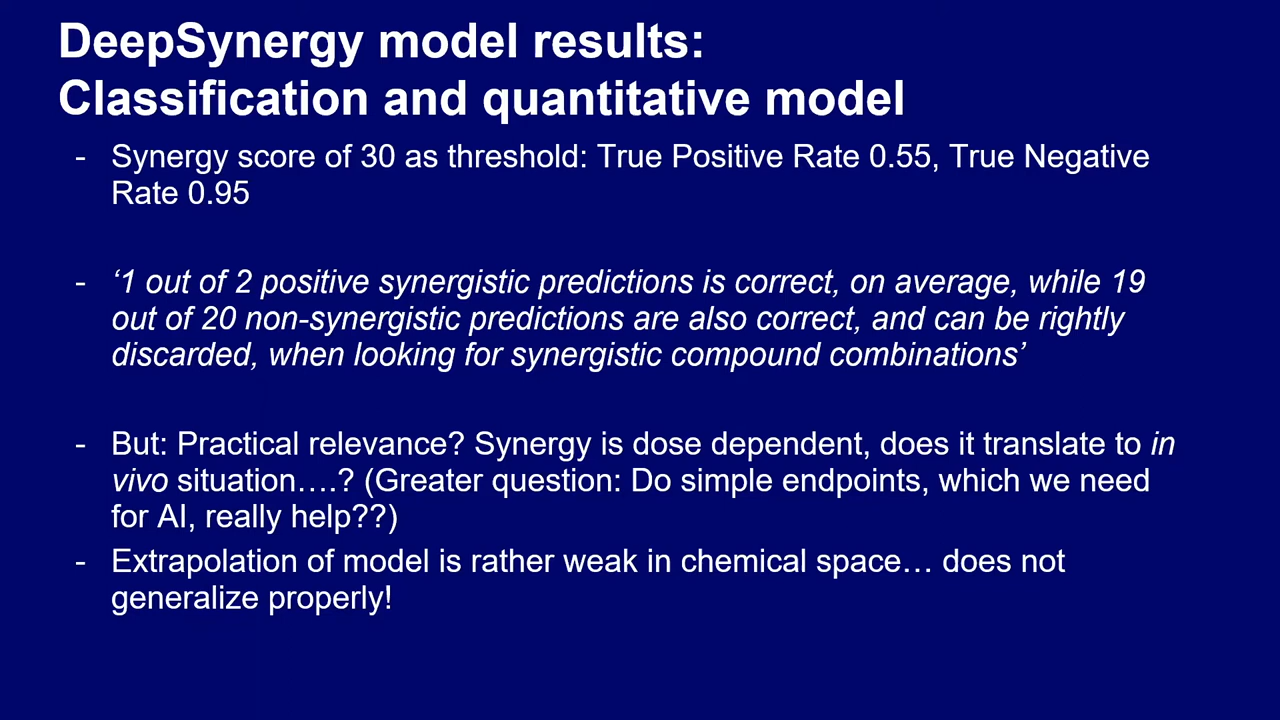 DeepSynergy model results:
Classification and quantitative model
- Synergy score of 30 as threshold: True Positive Rate 0.55, True Negative
Rate 0.95
- ‘1 out of 2 positive synergistic predictions is correct, on average, while 19
out of 20 non-synergistic predictions are also correct, and can be rightly
discarded, when looking for synergistic compound combinations’
- But: Practical relevance? Synergy is dose dependent, does it translate to in
vivo situation….? (Greater question: Do simple endpoints, which we need
for AI, really help??)
- Extrapolation of model is rather weak in chemical space… does not
generalize properly!